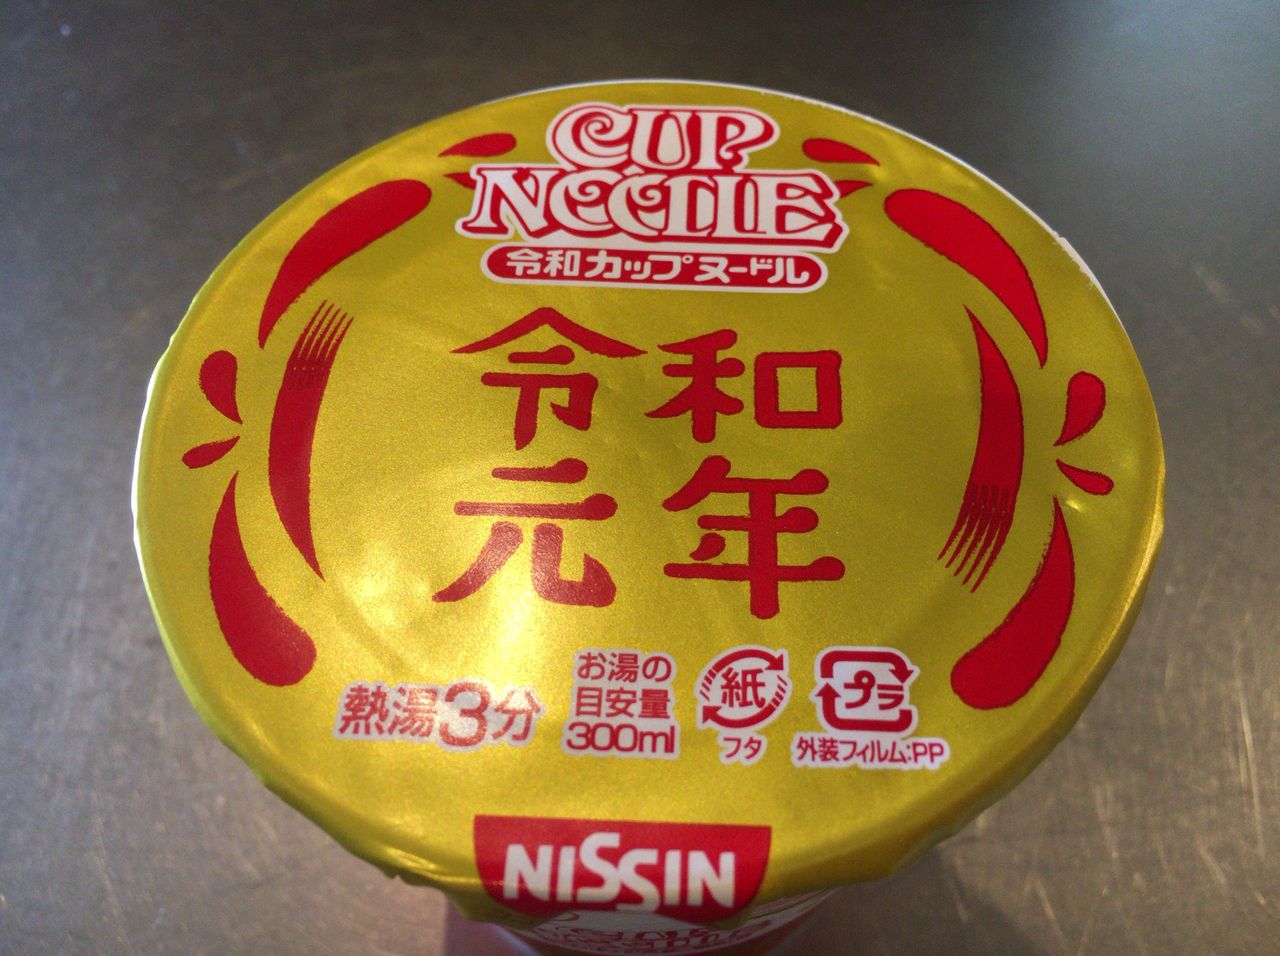 CUP
NOODLE
令和カップヌードル
令和
元年
熱湯3分
お湯の
目安量
300ml
紙
フタ
プラ
外装フィルム:PP
NISSIN